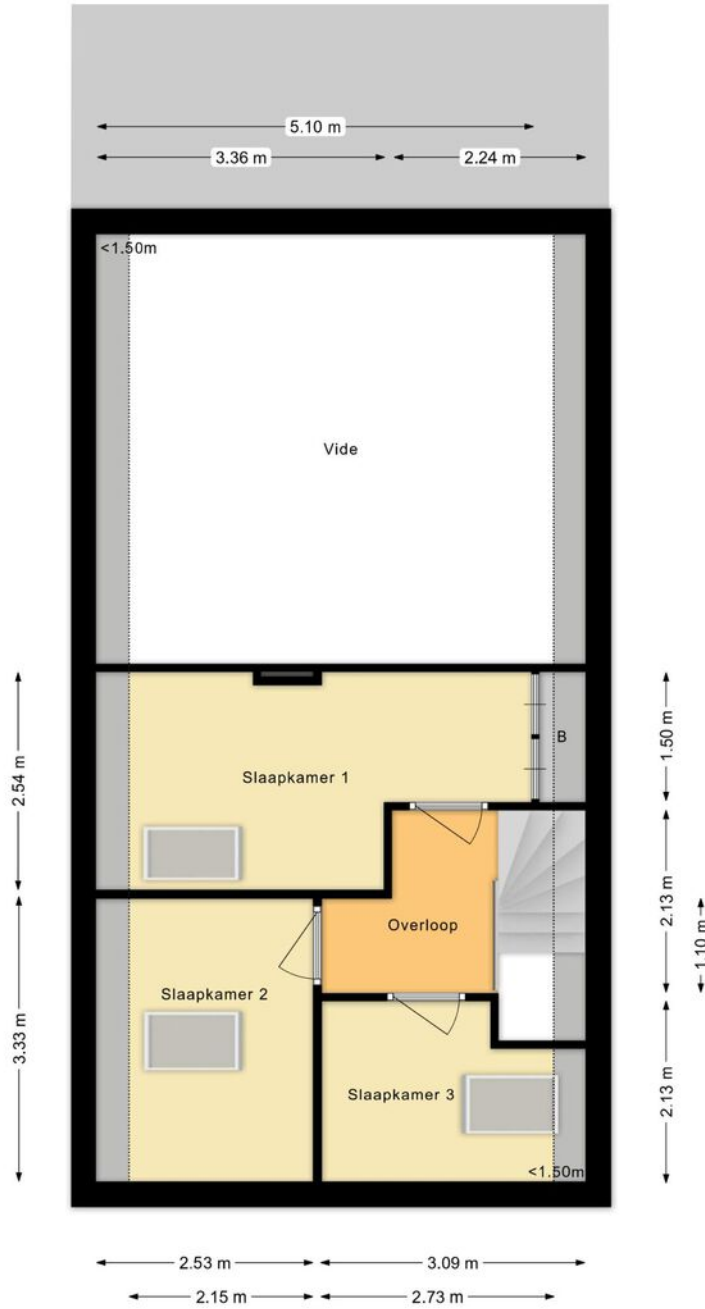 5.10 m
3.36 m
2.24 m
<1.50m
Vide
2.54 m
1.50 m
B
Slaapkamer 1
2.13 m
1.10 m
Overloop
Slaapkamer 2
3.33 m
2.13 m
Slaapkamer 3
<1.50m
2.53 m
3.09 m
2.15 m
2.73 m